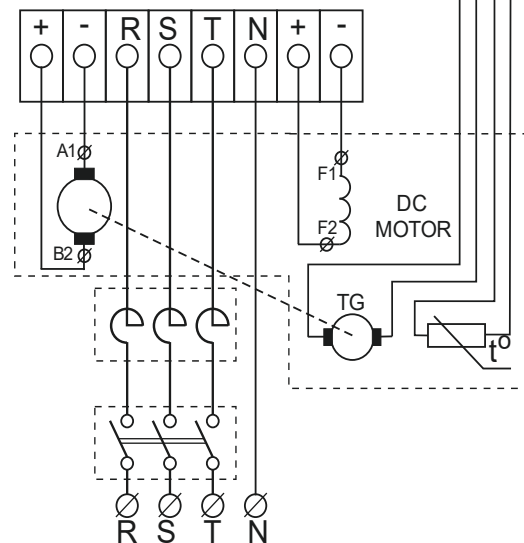 + - R S T N + -
A1
F1
DC
MOTOR
F2
B2
TG
t°
R S T N